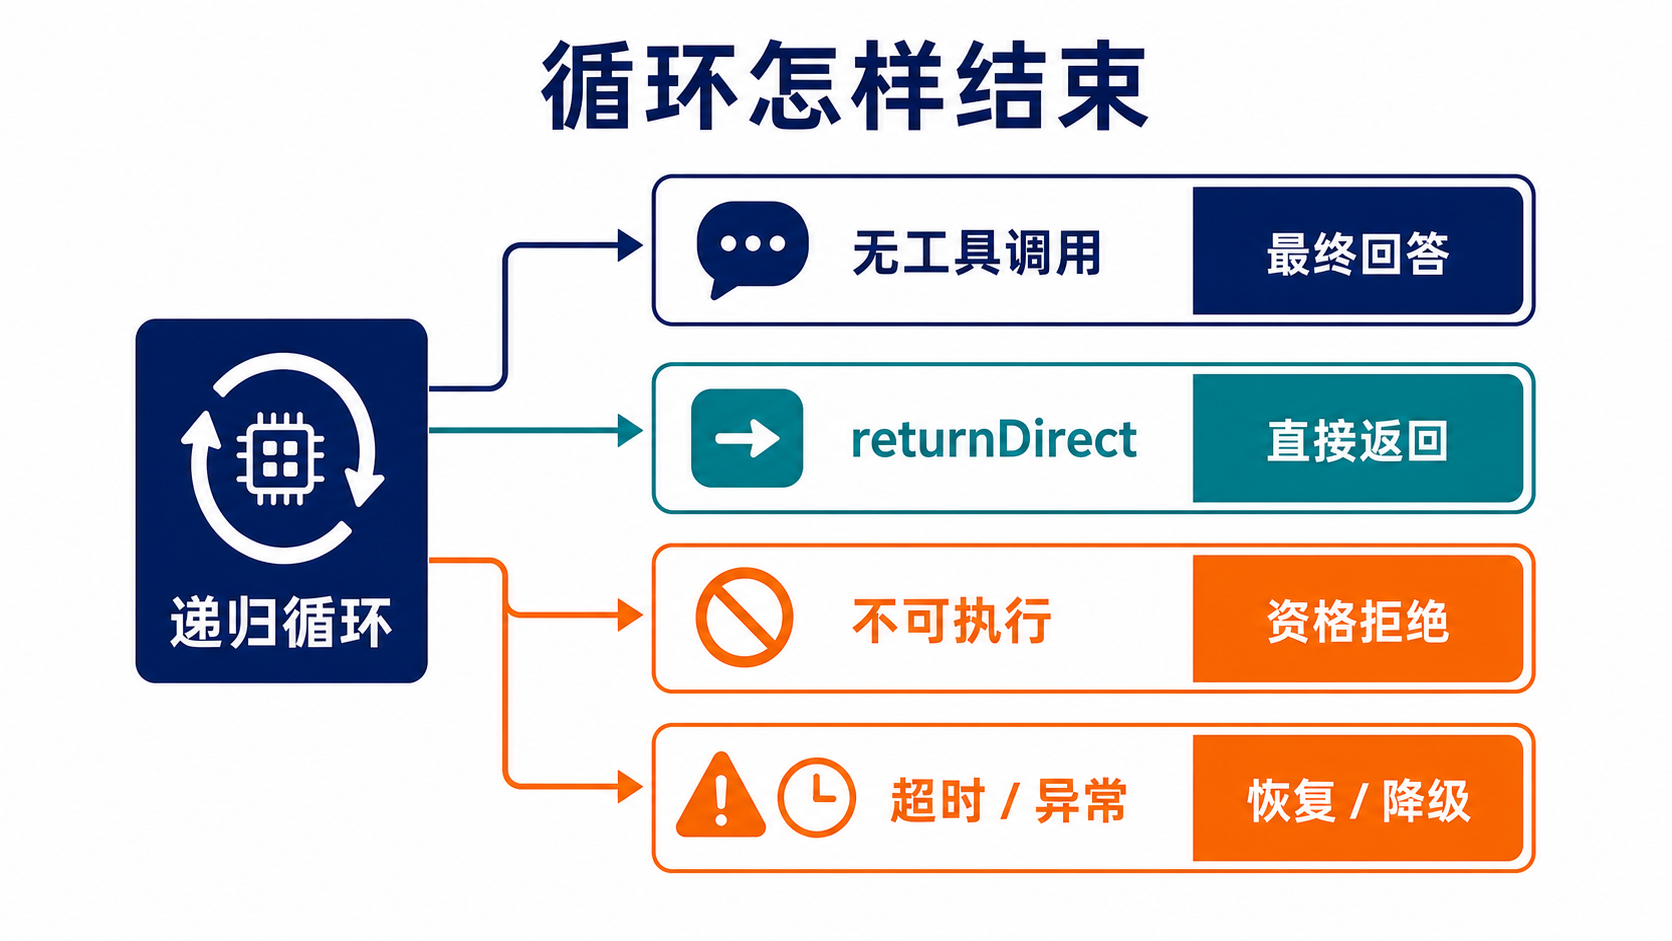 循环怎样结束
递归循环
无工具调用
最终回答
returnDirect
直接返回
不可执行
资格拒绝
超时 / 异常
恢复 / 降级